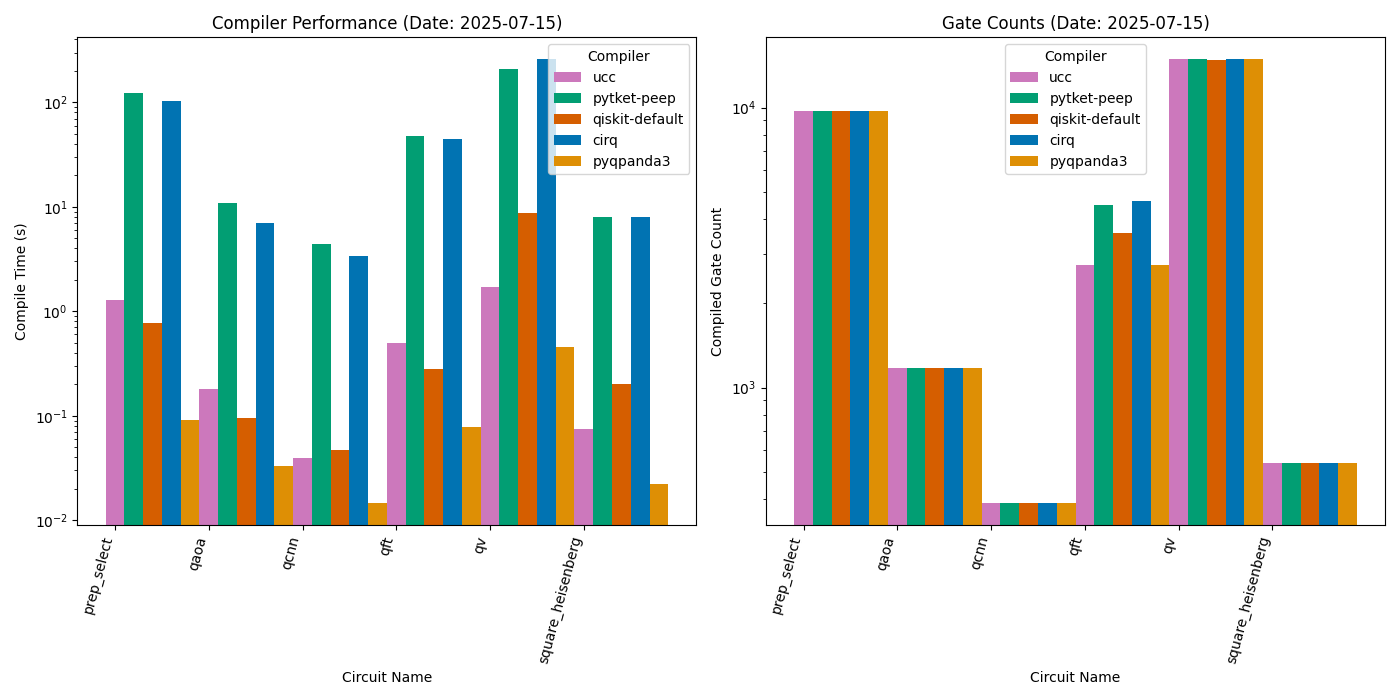 Compiler Performance (Date: 2025-07-15)
Compile Time (s)
10^2
10^1
10^0
10^-1
10^-2
Compiler
ucc
pytket-peep
qiskit-default
cirq
pyqpanda3
prep_select
qaoa
qcnn
qft
qv
square_heisenberg
Circuit Name
Gate Counts (Date: 2025-07-15)
Compiled Gate Count
10^4
10^3
Compiler
ucc
pytket-peep
qiskit-default
cirq
pyqpanda3
prep_select
qaoa
qcnn
qft
qv
square_heisenberg
Circuit Name